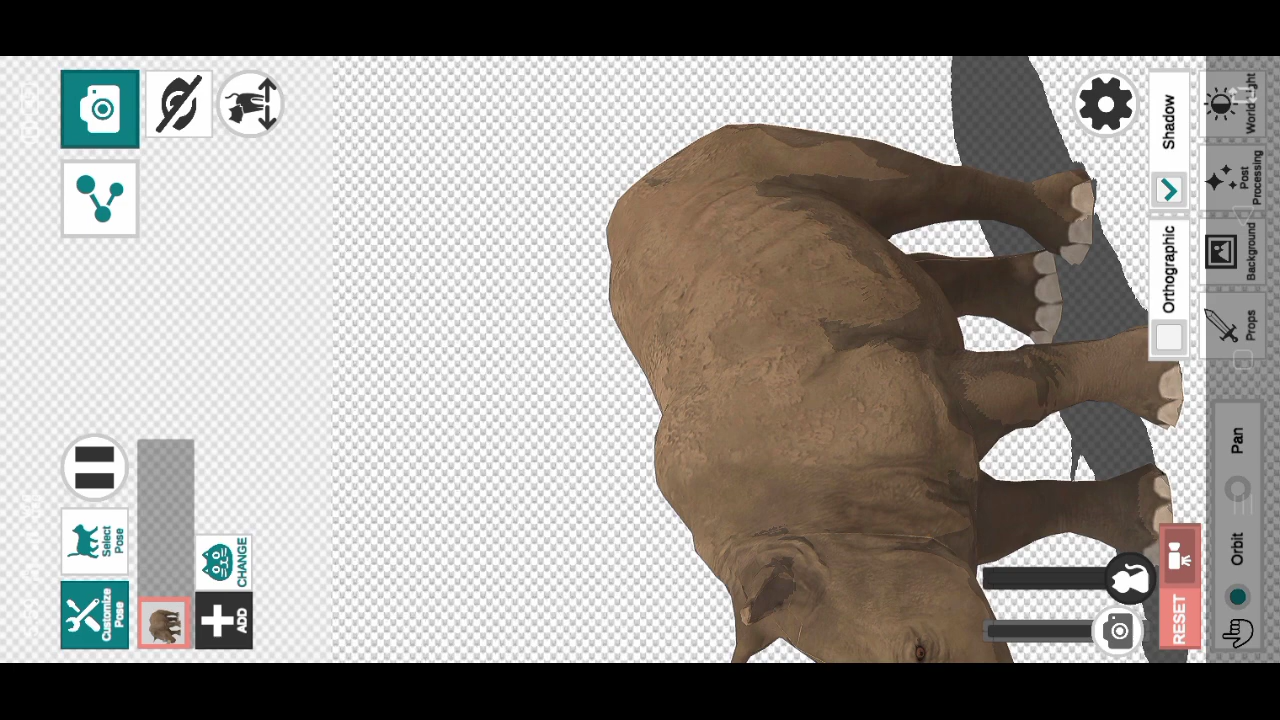 Customize
Pose
Select
Pose
ADD
CHANGE
RESET
Orthographic
Shadow
Orbit
Pan
Props
Background
Post
Processing
World Light